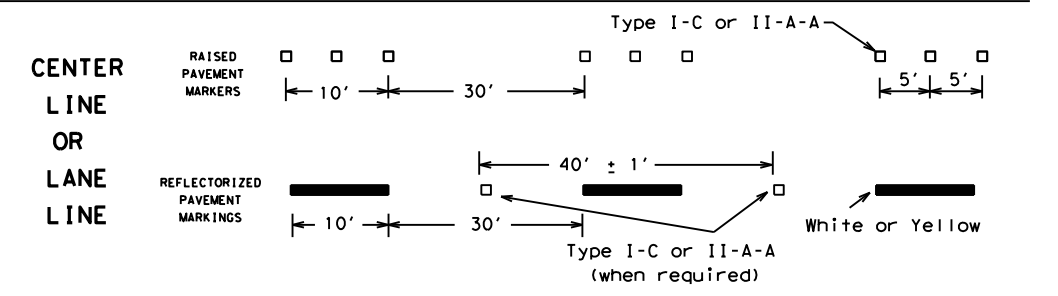 Type I-C or II-A-A
CENTER
LINE
OR
LANE
LINE
RAISED
PAVEMENT
MARKERS
10'
30'
5'
5'
40' ± 1'
REFLECTORIZED
PAVEMENT
MARKINGS
10'
30'
Type I-C or II-A-A
(when required)
White or Yellow